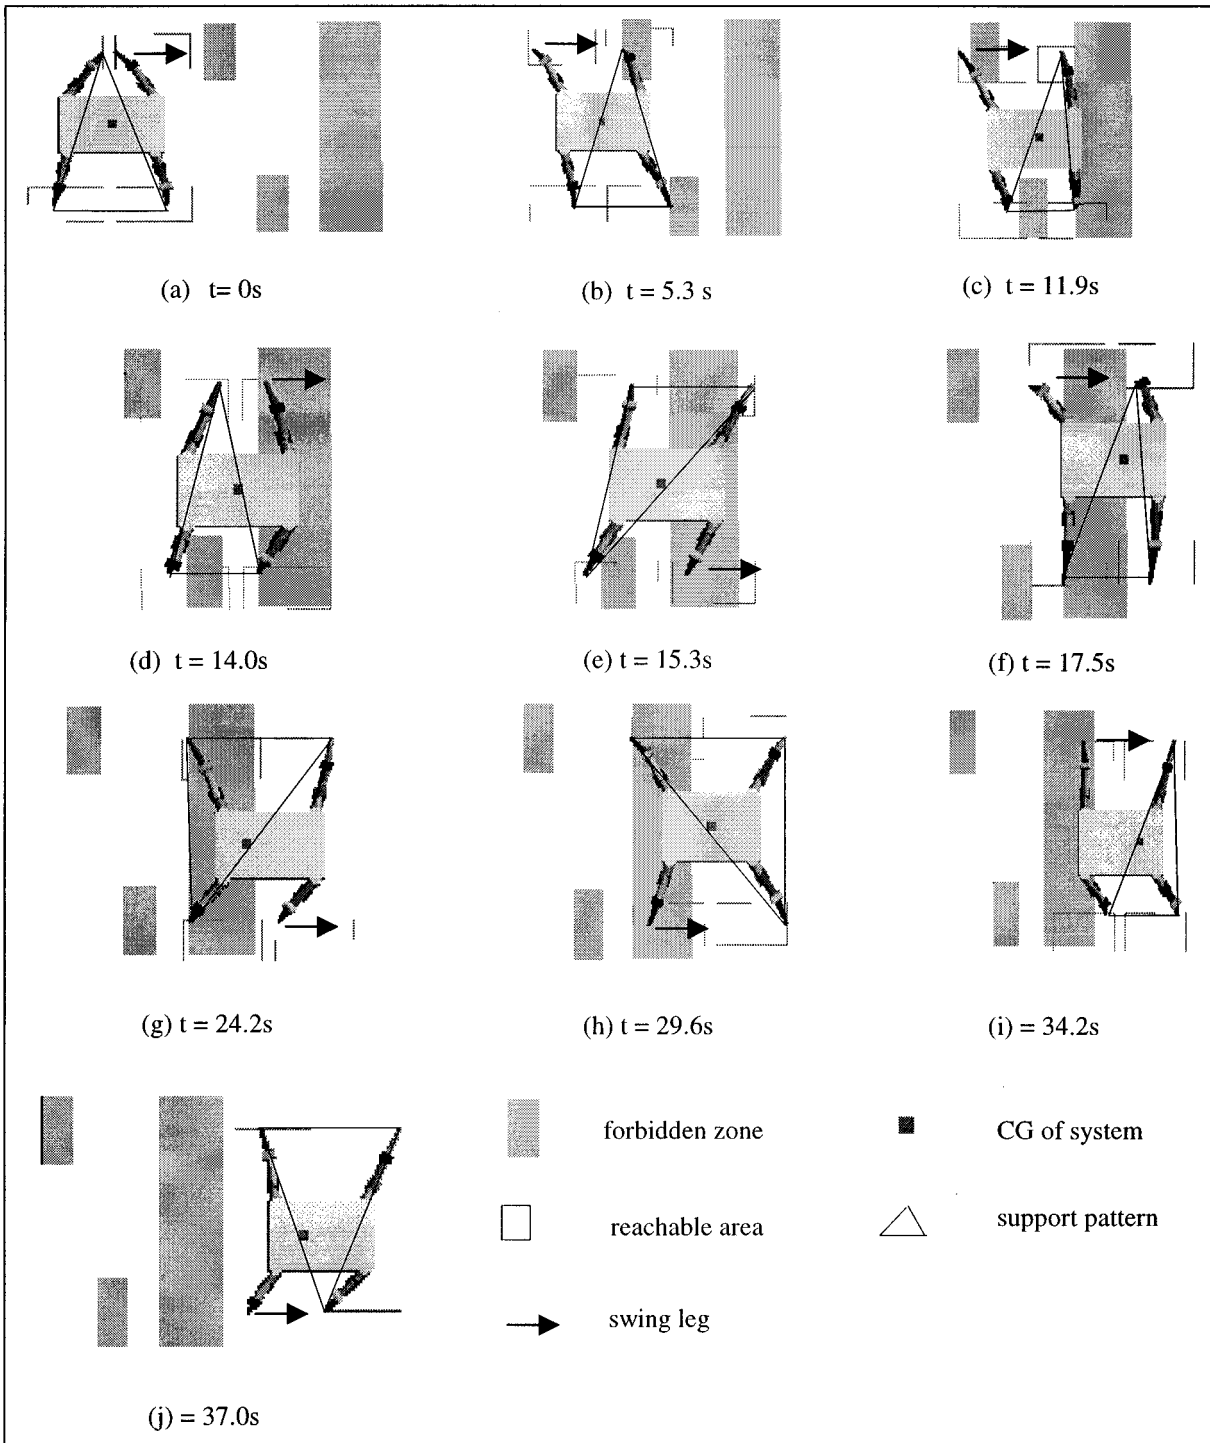 (a) t= 0s
(b) t = 5.3 s
(c) t = 11.9s
(d) t = 14.0s
(e) t = 15.3s
(f) t = 17.5s
(g) t = 24.2s
(h) t = 29.6s
(i) = 34.2s
forbidden zone
CG of system
reachable area
support pattern
swing leg
(j) = 37.0s